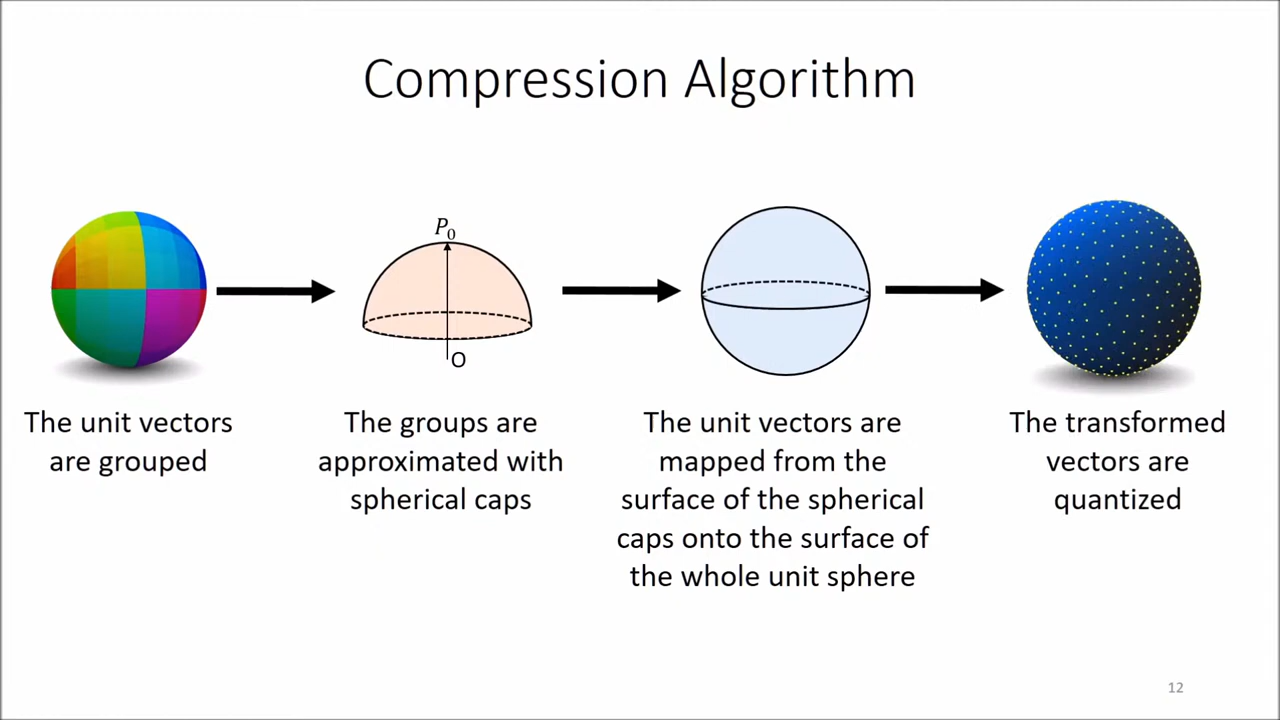 Compression Algorithm
P₀
O
The unit vectors
are grouped
The groups are
approximated with
spherical caps
The unit vectors are
mapped from the
surface of the spherical
caps onto the surface of
the whole unit sphere
The transformed
vectors are
quantized
12